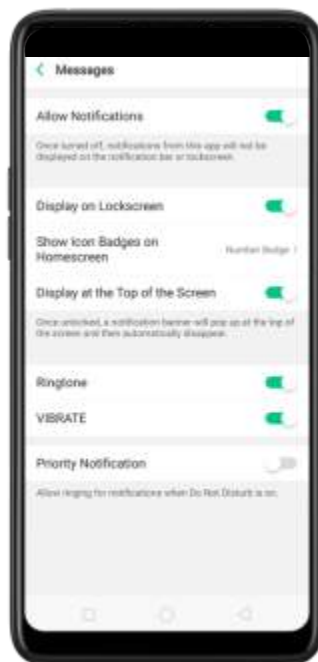 Messages
Allow Notifications
Once turned off, notifications from this app will not be
displayed on the notification bar or lockscreen.
Display on Lockscreen
Show Icon Badges on
Homescreen
Number Badge
Display at the Top of the Screen
Once unlocked, a notification banner will pop up at the top of
the screen and then automatically disappear.
Ringtone
VIBRATE
Priority Notification
Allow ringing for notifications when Do Not Disturb is on.